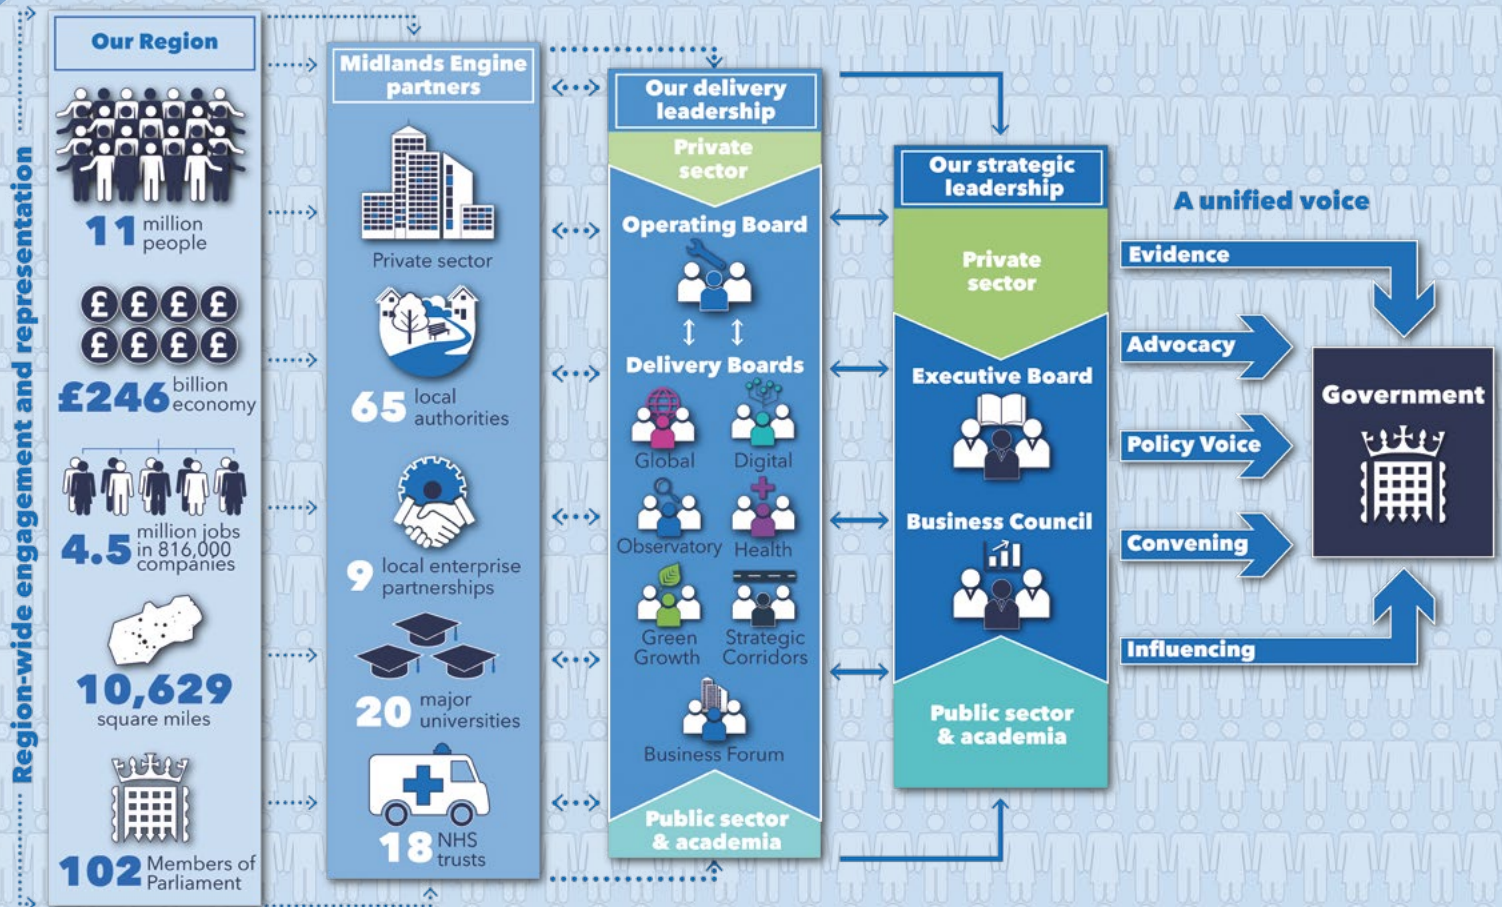 Region-wide engagement and representation
Our Region
11 million
people
£246 billion
economy
4.5 million jobs
in 816,000
companies
10,629
square miles
102 Members of
Parliament
Midlands Engine
partners
Private sector
65 local
authorities
9 local enterprise
partnerships
20 major
universities
18 NHS
trusts
Our delivery
leadership
Private
sector
Operating Board
Delivery Boards
Global
Digital
Observatory
Health
Green
Growth
Strategic
Corridors
Business Forum
Public sector
& academia
Our strategic
leadership
Private
sector
Executive Board
Business Council
Public sector
& academia
A unified voice
Evidence
Advocacy
Policy Voice
Convening
Influencing
Government